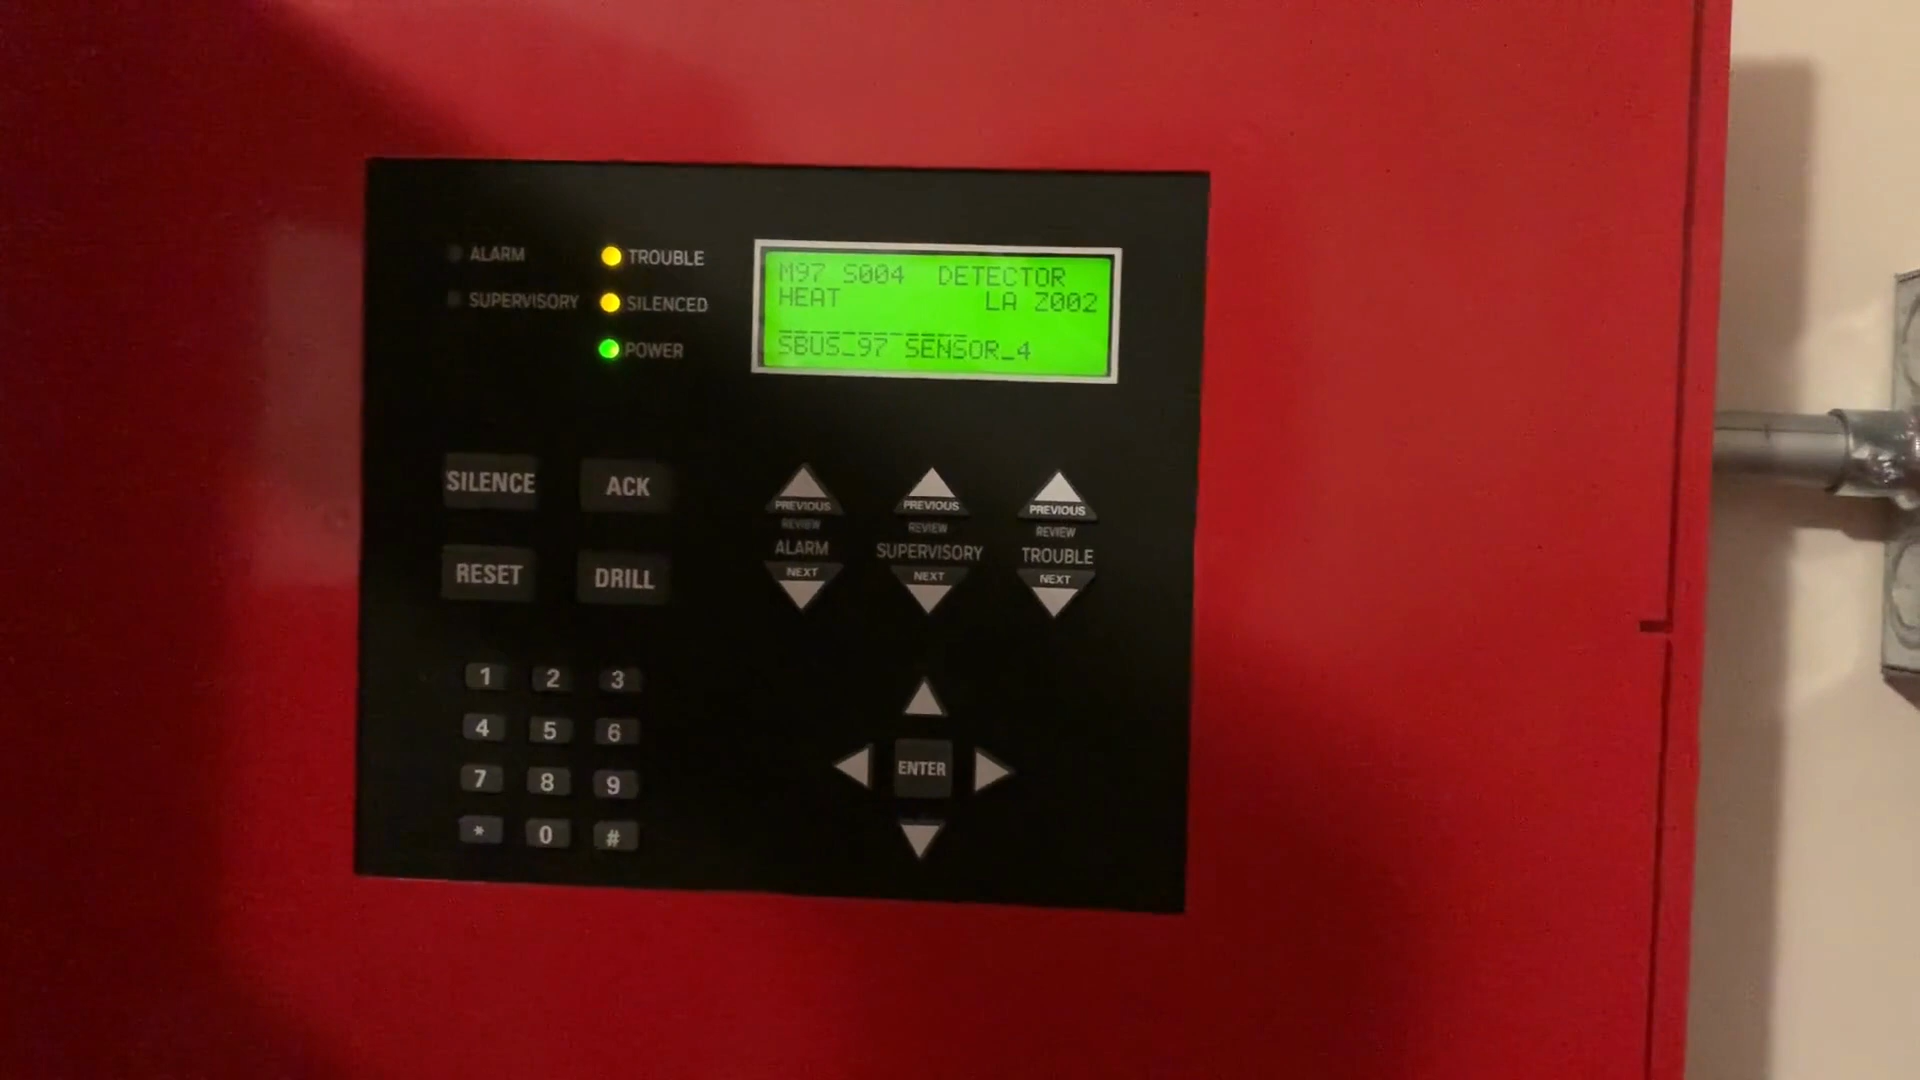 ALARM
TROUBLE
SUPERVISORY
SILENCED
POWER
M97 S004 DETECTOR
HEAT LA Z002
SBUS_97 SENSOR_4
SILENCE
ACK
RESET
DRILL
PREVIOUS
REVIEW
ALARM
NEXT
PREVIOUS
REVIEW
SUPERVISORY
NEXT
PREVIOUS
REVIEW
TROUBLE
NEXT
1 2 3
4 5 6
7 8 9
* 0 #
ENTER